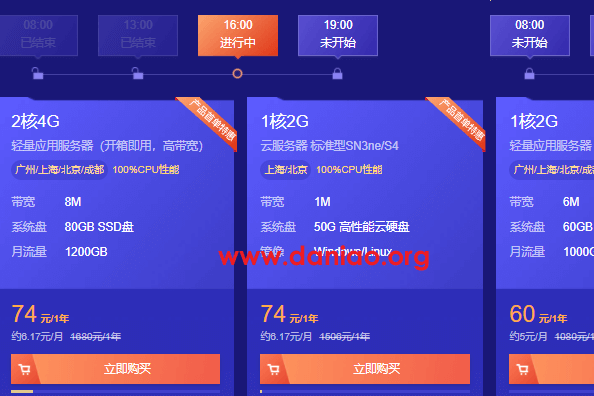 08:00
已结束
13:00
已结束
16:00
进行中
19:00
未开始
08:00
未开始
产品首单特惠
2核4G
轻量应用服务器（开箱即用，高带宽）
广州/上海/北京/成都 100%CPU性能
带宽 8M
系统盘 80GB SSD盘
月流量 1200GB
74 元/1年
约6.17元/月 1680元/1年
立即购买
产品首单特惠
1核2G
云服务器 标准型SN3ne/S4
上海/北京 100%CPU性能
带宽 1M
系统盘 50G 高性能云硬盘
镜像 Windows/Linux
74 元/1年
约6.17元/月 1506元/1年
立即购买
1核2G
轻量应用服务器
广州/上海/北京
带宽 6M
系统盘 60GB
月流量 1000G
60 元/1年
约5元/月 1080元/1年
www.daniao.org